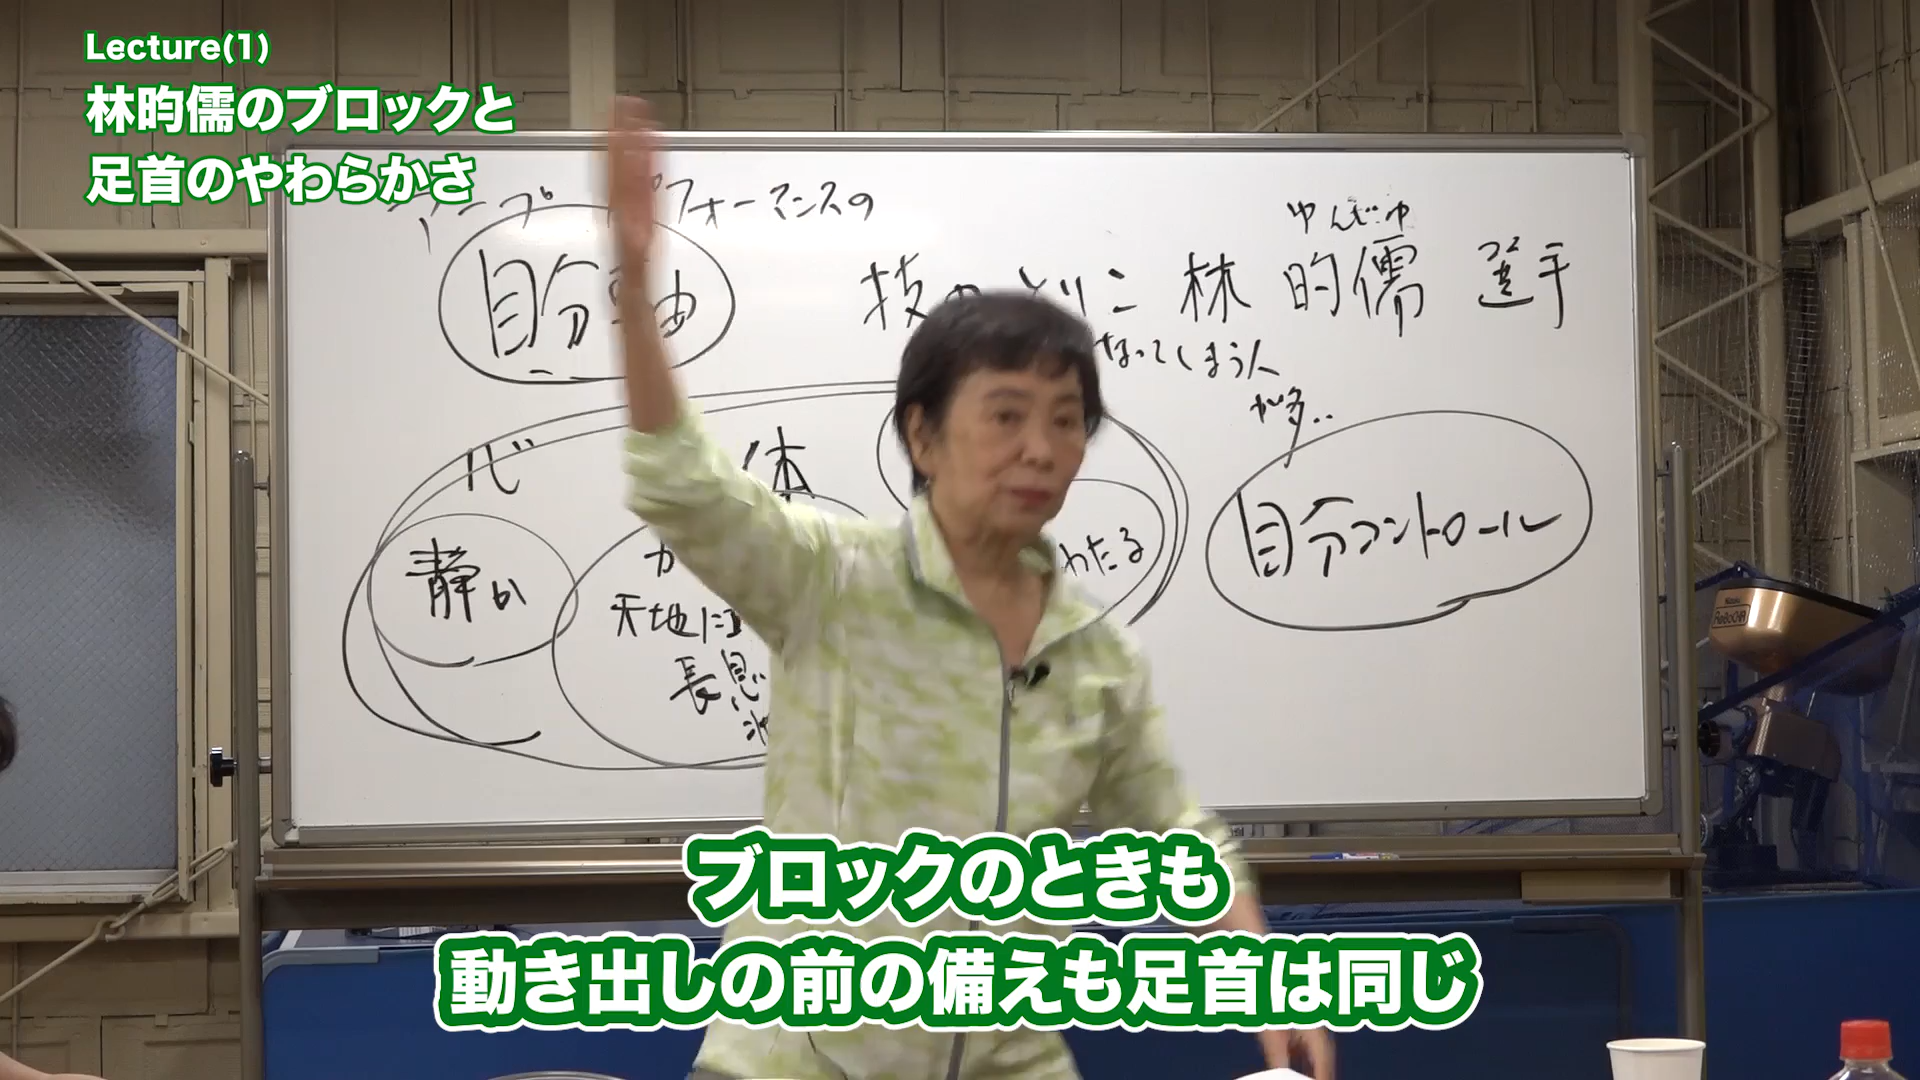 Lecture(1)
林昀儒のブロックと
足首のやわらかさ
フォーマンスの
自分軸
技のとりこ
ゆんじゅ
林 昀儒 選手
なってしまう人
が多..
心
体
静か
天地に
長息
わたる
自分コントロール
ブロックのときも
動き出しの前の備えも足首は同じ